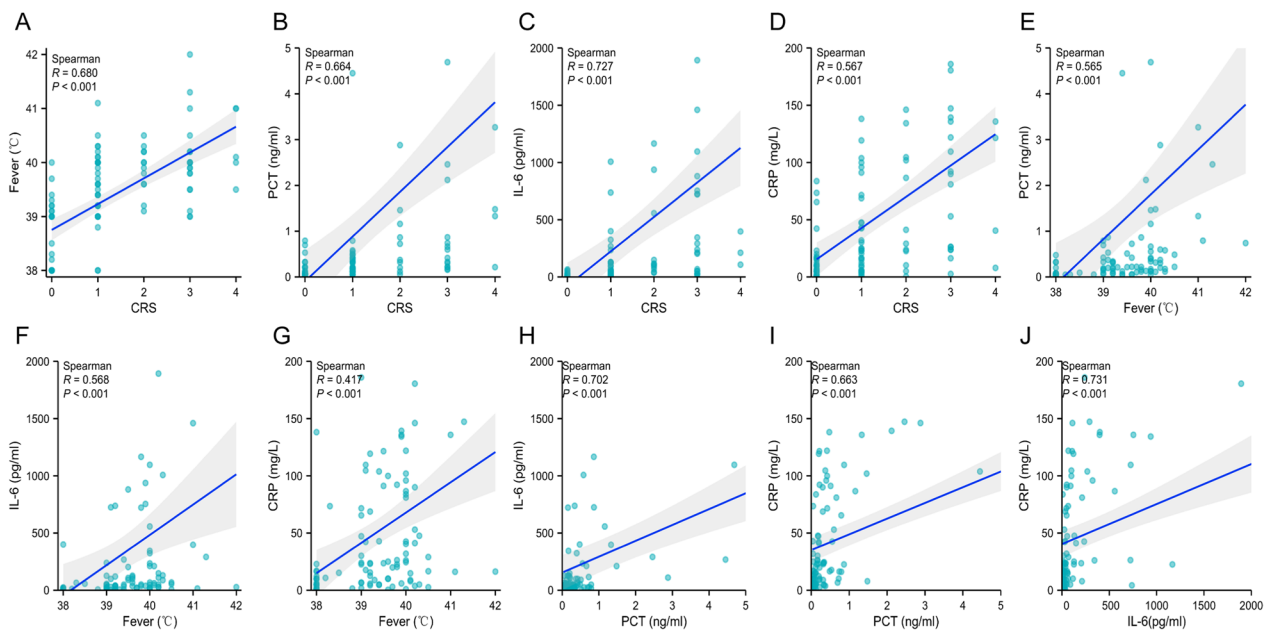 A
Spearman
R = 0.680
P < 0.001
Fever (℃)
42
41
40
39
38
0 1 2 3 4
CRS
B
Spearman
R = 0.664
P < 0.001
PCT (ng/ml)
5
4
3
2
1
0
0 1 2 3 4
CRS
C
Spearman
R = 0.727
P < 0.001
IL-6 (pg/ml)
2000
1500
1000
500
0
0 1 2 3 4
CRS
D
Spearman
R = 0.567
P < 0.001
CRP (mg/L)
200
150
100
50
0
0 1 2 3 4
CRS
E
Spearman
R = 0.565
P < 0.001
PCT (ng/ml)
5
4
3
2
1
0
38 39 40 41 42
Fever (℃)
F
Spearman
R = 0.568
P < 0.001
IL-6 (pg/ml)
2000
1500
1000
500
0
38 39 40 41 42
Fever (℃)
G
Spearman
R = 0.417
P < 0.001
CRP (mg/L)
200
150
100
50
0
38 39 40 41 42
Fever (℃)
H
Spearman
R = 0.702
P < 0.001
IL-6 (pg/ml)
2000
1500
1000
500
0
0 1 2 3 4 5
PCT (ng/ml)
I
Spearman
R = 0.663
P < 0.001
CRP (mg/L)
200
150
100
50
0
0 1 2 3 4 5
PCT (ng/ml)
J
Spearman
R = 0.731
P < 0.001
CRP (mg/L)
200
150
100
50
0
0 500 1000 1500 2000
IL-6(pg/ml)